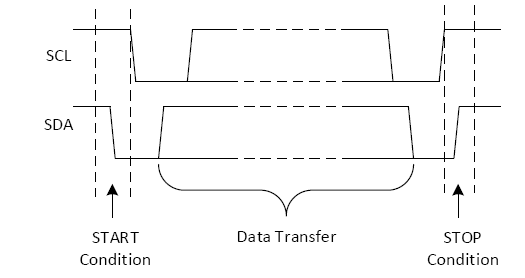 SCL
SDA
START
Condition
Data Transfer
STOP
Condition